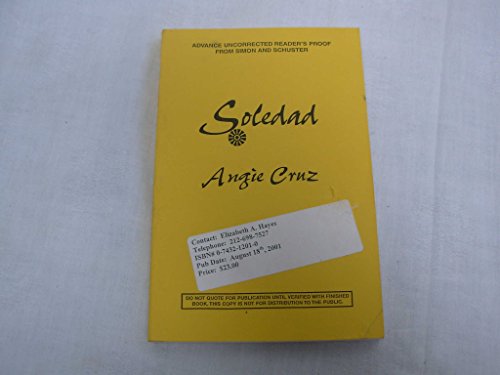 ADVANCE UNCORRECTED READER'S PROOF
FROM SIMON AND SCHUSTER
Soledad
Angie Cruz
Contact: Elizabeth A. Hayes
Telephone: 212-698-7527
ISBN# 0-7432-1201-0
Pub Date: August 18th, 2001
Price: $23.00
DO NOT QUOTE FOR PUBLICATION UNTIL VERIFIED WITH FINISHED
BOOK, THIS COPY IS NOT FOR DISTRIBUTION TO THE PUBLIC.